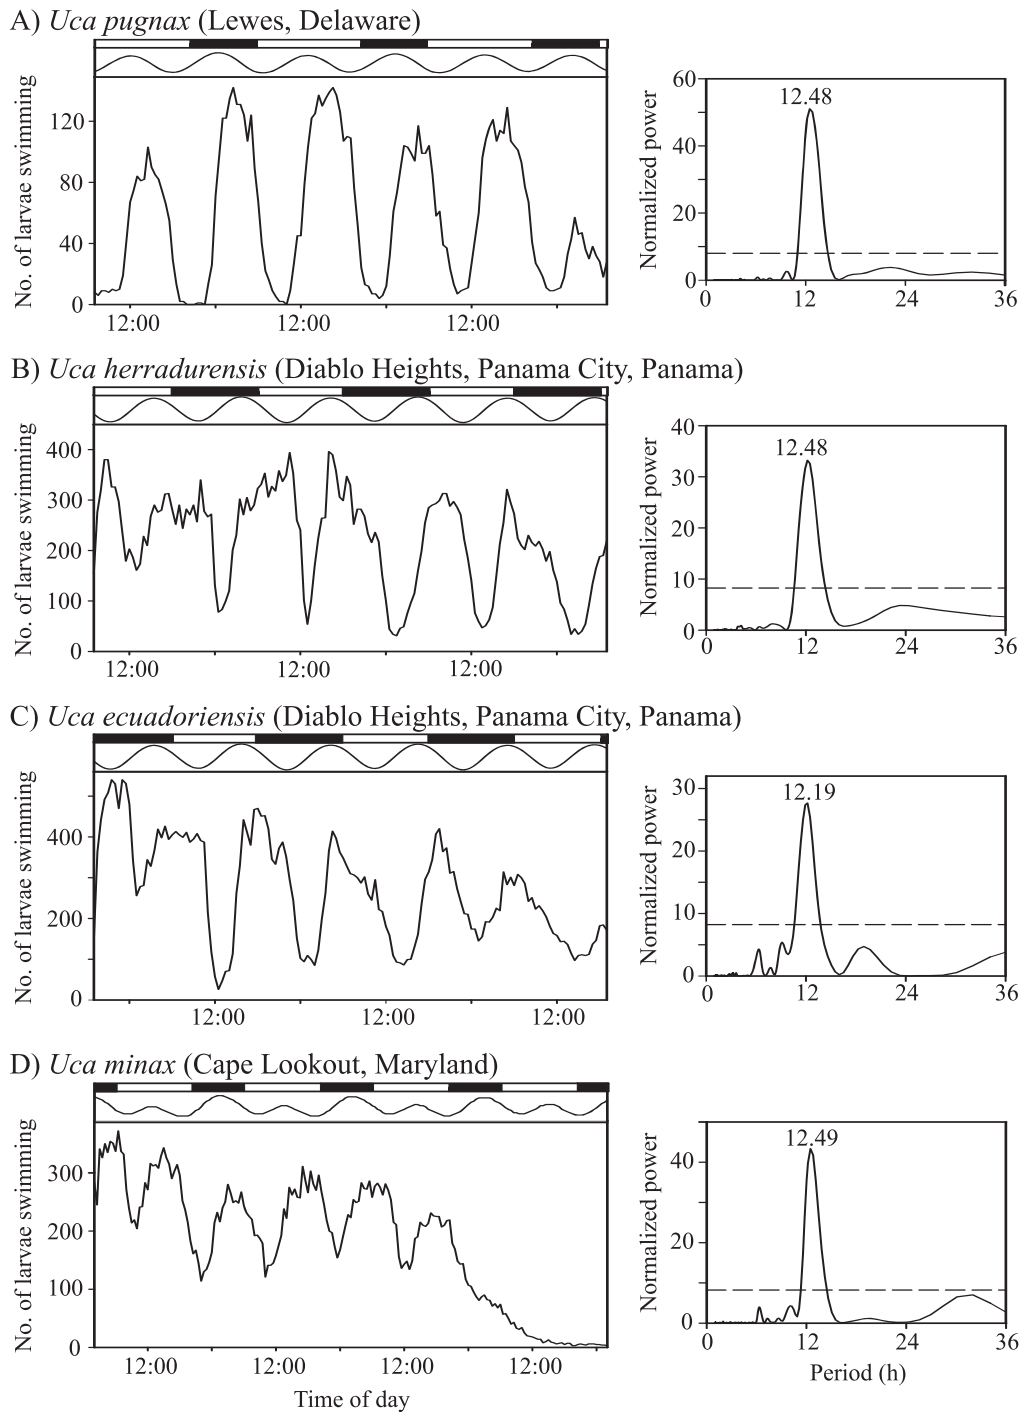 A) Uca pugnax (Lewes, Delaware)
No. of larvae swimming
120
80
40
0
12:00 12:00 12:00
Normalized power
60
40
20
0
12.48
0 12 24 36
B) Uca herradurensis (Diablo Heights, Panama City, Panama)
No. of larvae swimming
400
300
200
100
0
12:00 12:00 12:00
Normalized power
40
30
20
10
0
12.48
0 12 24 36
C) Uca ecuadoriensis (Diablo Heights, Panama City, Panama)
No. of larvae swimming
400
200
0
12:00 12:00 12:00
Normalized power
30
20
10
0
12.19
0 12 24 36
D) Uca minax (Cape Lookout, Maryland)
No. of larvae swimming
300
200
100
0
12:00 12:00 12:00 12:00
Time of day
Normalized power
40
20
0
12.49
0 12 24 36
Period (h)